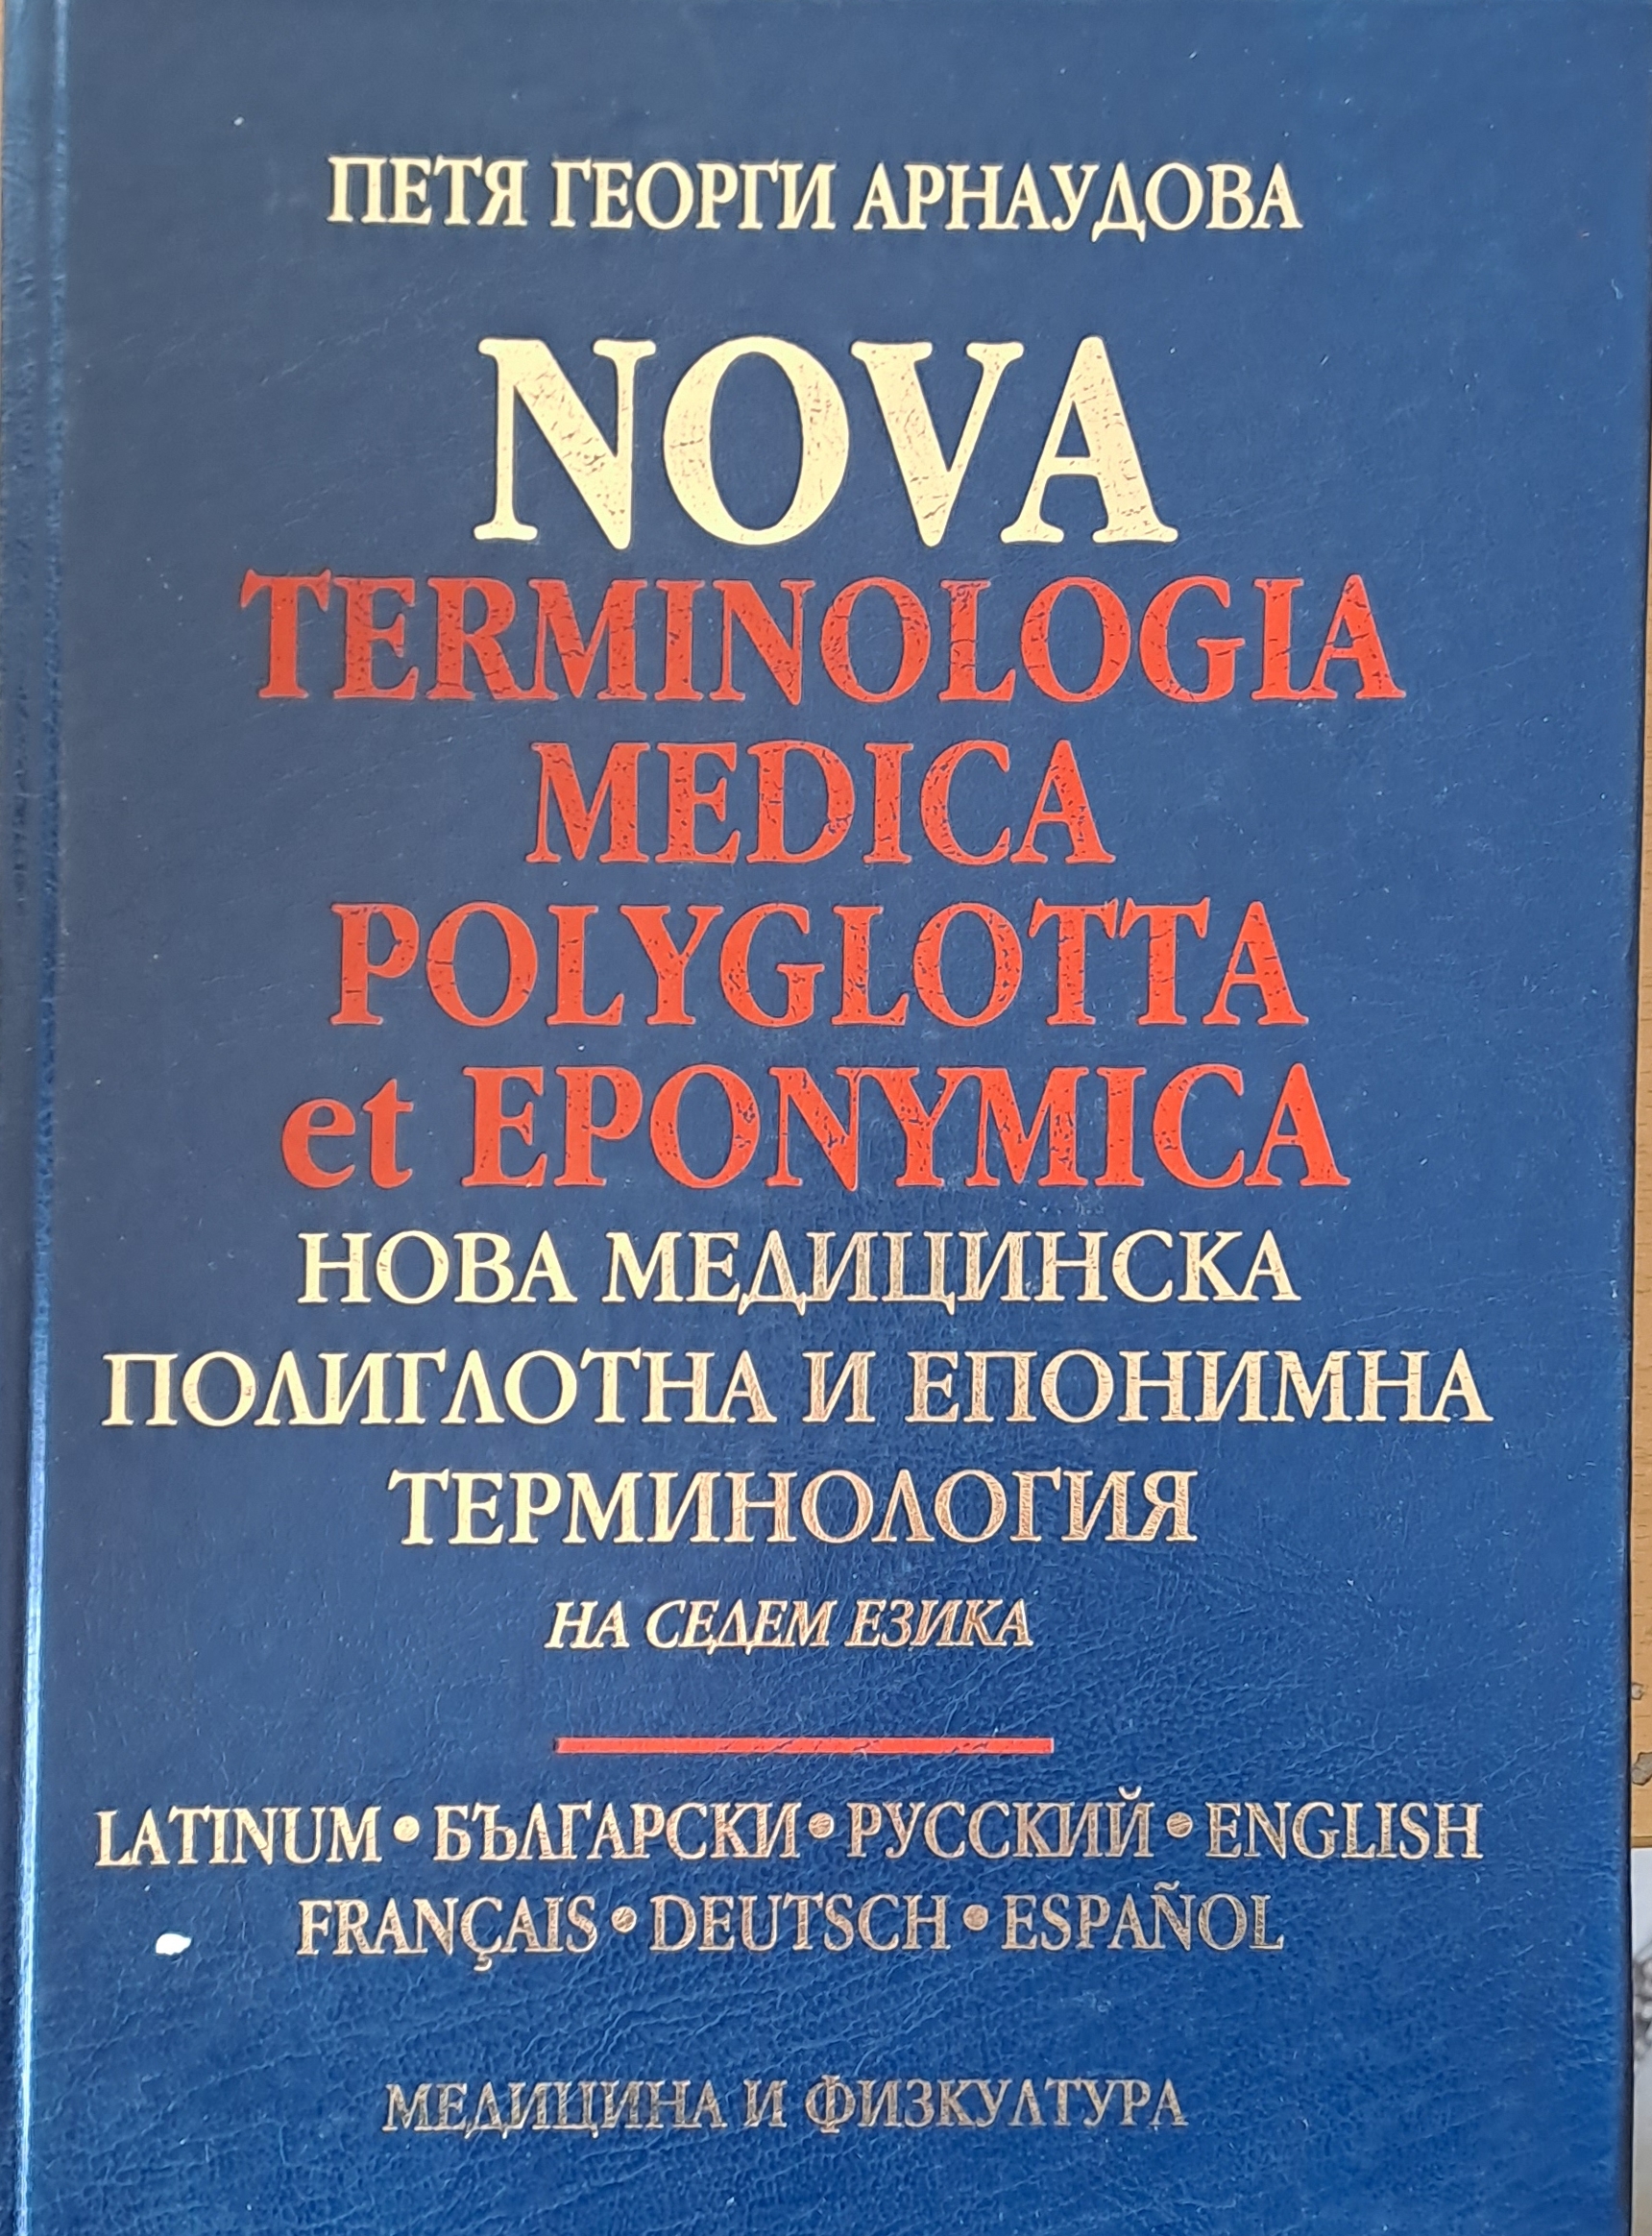 ПЕТЯ ГЕОРГИ АРНАУДОВА
NOVA
TERMINOLOGIA
MEDICA
POLYGLOTTA
et EPONYMICA
НОВА МЕДИЦИНСКА
ПОЛИГЛОТНА И ЕПОНИМНА
ТЕРМИНОЛОГИЯ
НА СЕДЕМ ЕЗИКА
LATINUM • БЪЛГАРСКИ • РУССКИЙ • ENGLISH
FRANÇAIS • DEUTSCH • ESPAÑOL
МЕДИЦИНА И ФИЗКУЛТУРА